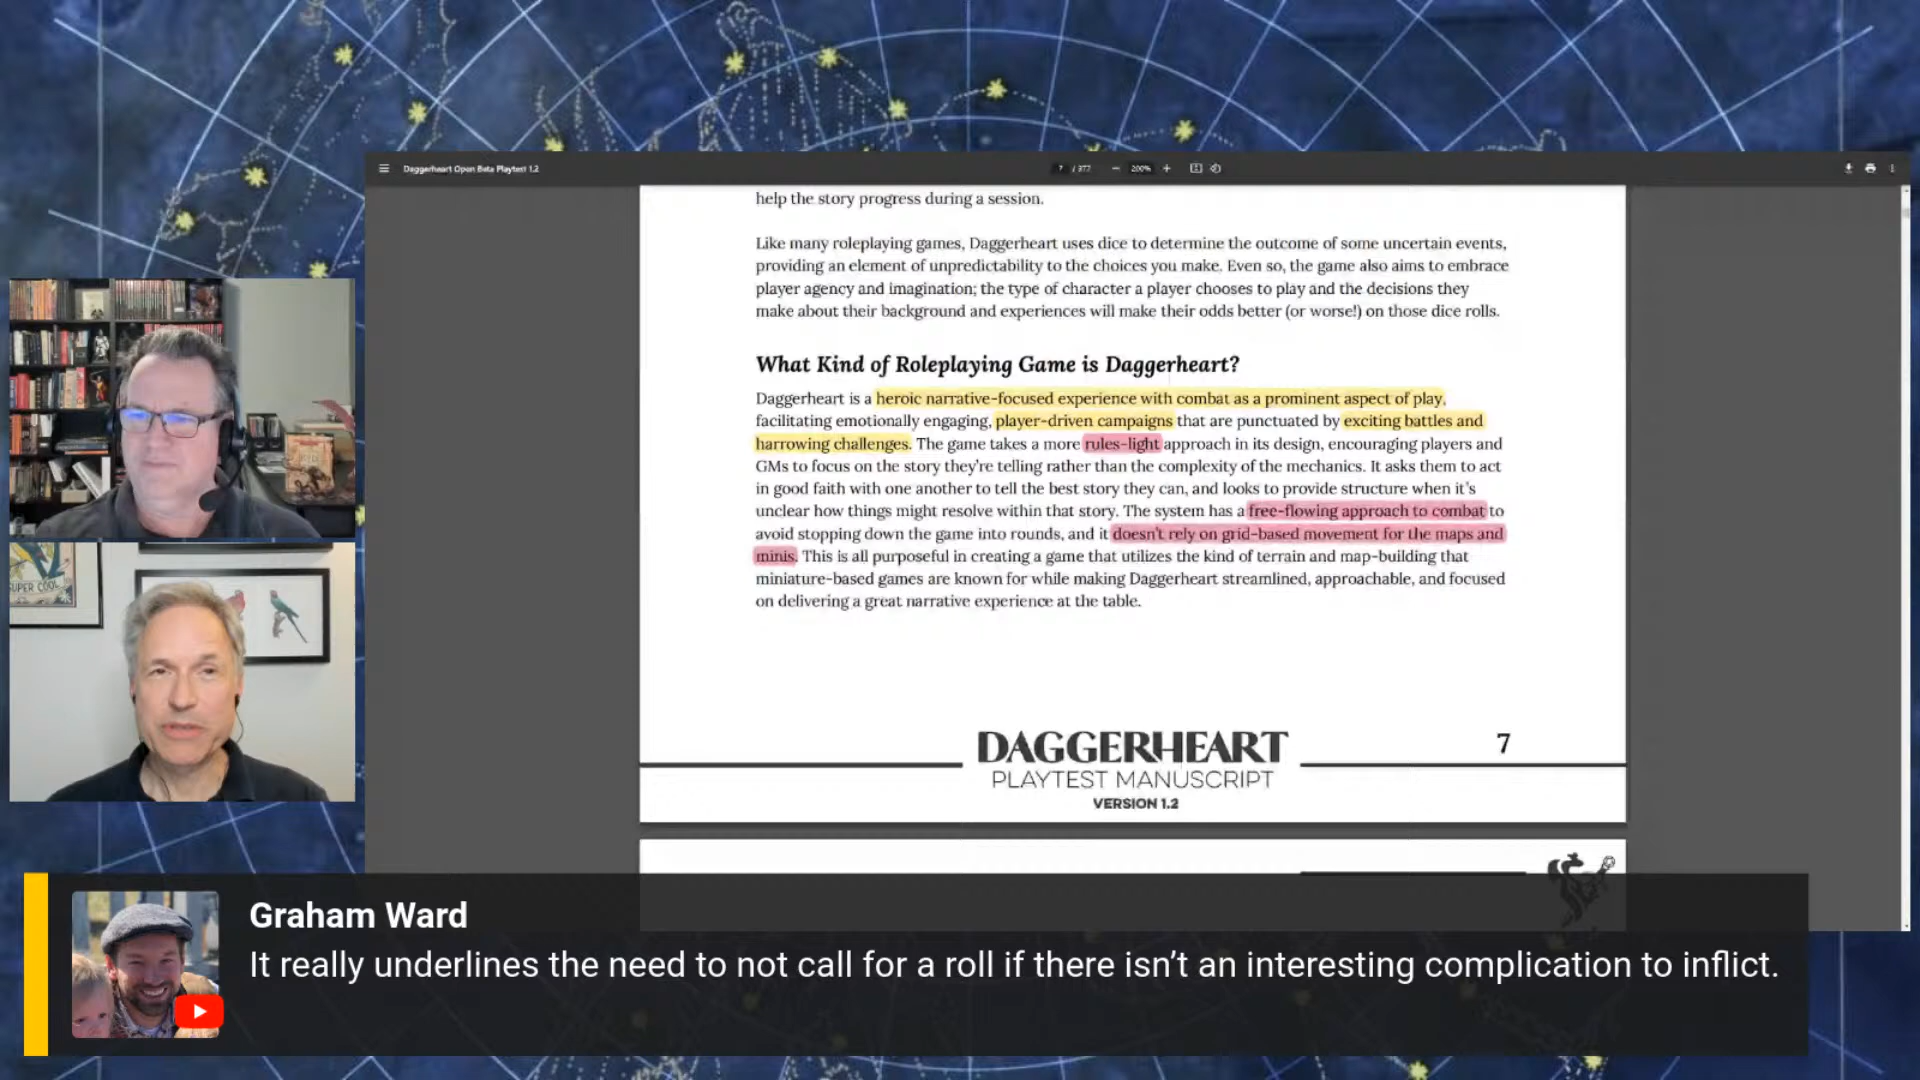 Daggerheart Open Beta Playtest 1.2
7 / 377
200%
help the story progress during a session.
Like many roleplaying games, Daggerheart uses dice to determine the outcome of some uncertain events,
providing an element of unpredictability to the choices you make. Even so, the game also aims to embrace
player agency and imagination; the type of character a player chooses to play and the decisions they
make about their background and experiences will make their odds better (or worse!) on those dice rolls.
What Kind of Roleplaying Game is Daggerheart?
Daggerheart is a heroic narrative-focused experience with combat as a prominent aspect of play,
facilitating emotionally engaging, player-driven campaigns that are punctuated by exciting battles and
harrowing challenges. The game takes a more rules-light approach in its design, encouraging players and
GMs to focus on the story they're telling rather than the complexity of the mechanics. It asks them to act
in good faith with one another to tell the best story they can, and looks to provide structure when it's
unclear how things might resolve within that story. The system has a free-flowing approach to combat to
avoid stopping down the game into rounds, and it doesn't rely on grid-based movement for the maps and
minis. This is all purposeful in creating a game that utilizes the kind of terrain and map-building that
miniature-based games are known for while making Daggerheart streamlined, approachable, and focused
on delivering a great narrative experience at the table.
DAGGERHEART
PLAYTEST MANUSCRIPT
VERSION 1.2
7
SUPER COOL
Graham Ward
It really underlines the need to not call for a roll if there isn't an interesting complication to inflict.